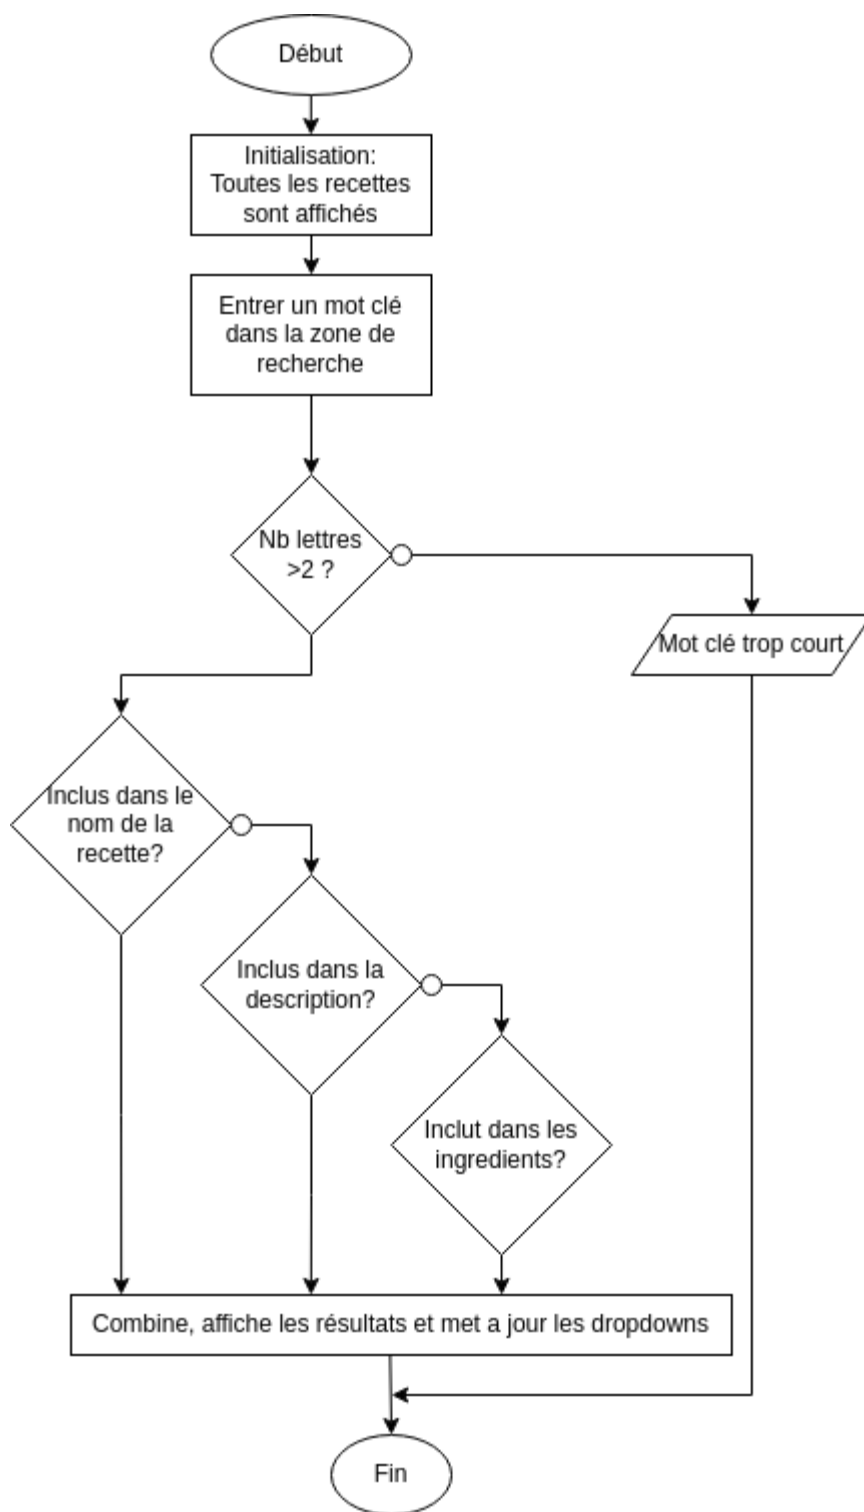 Début
Initialisation:
Toutes les recettes
sont affichés
Entrer un mot clé
dans la zone de
recherche
Nb lettres
>2 ?
Mot clé trop court
Inclus dans le
nom de la
recette?
Inclus dans la
description?
Inclut dans les
ingredients?
Combine, affiche les résultats et met a jour les dropdowns
Fin